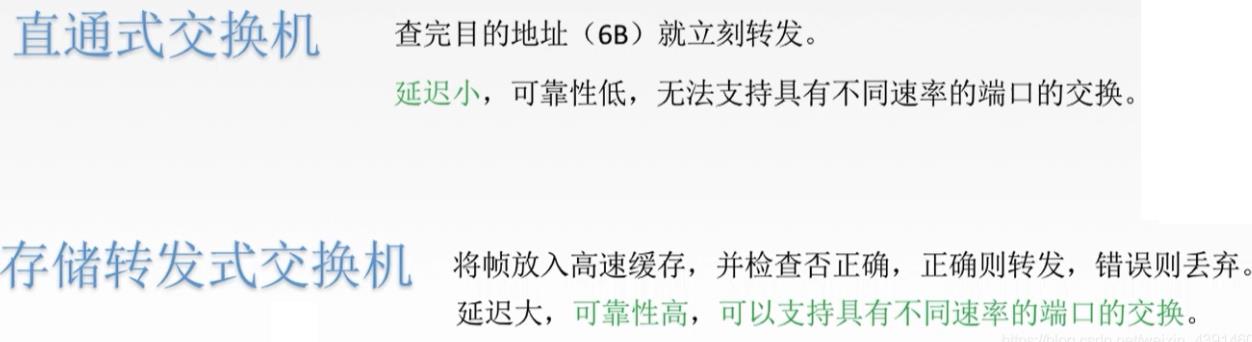 直通式交换机
查完目的地址（6B）就立刻转发。
延迟小，可靠性低，无法支持具有不同速率的端口的交换。
存储转发式交换机
将帧放入高速缓存，并检查否正确，正确则转发，错误则丢弃。
延迟大，可靠性高，可以支持具有不同速率的端口的交换。